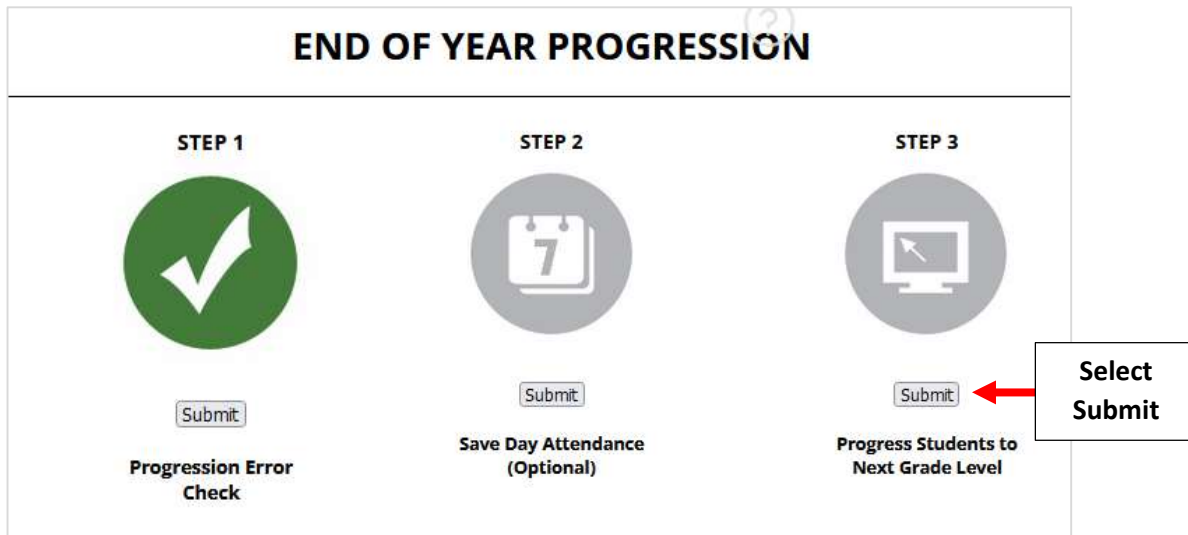 END OF YEAR PROGRESSION
?
STEP 1
Submit
Progression Error
Check
STEP 2
7
Submit
Save Day Attendance
(Optional)
STEP 3
Submit
Progress Students to
Next Grade Level
Select
Submit